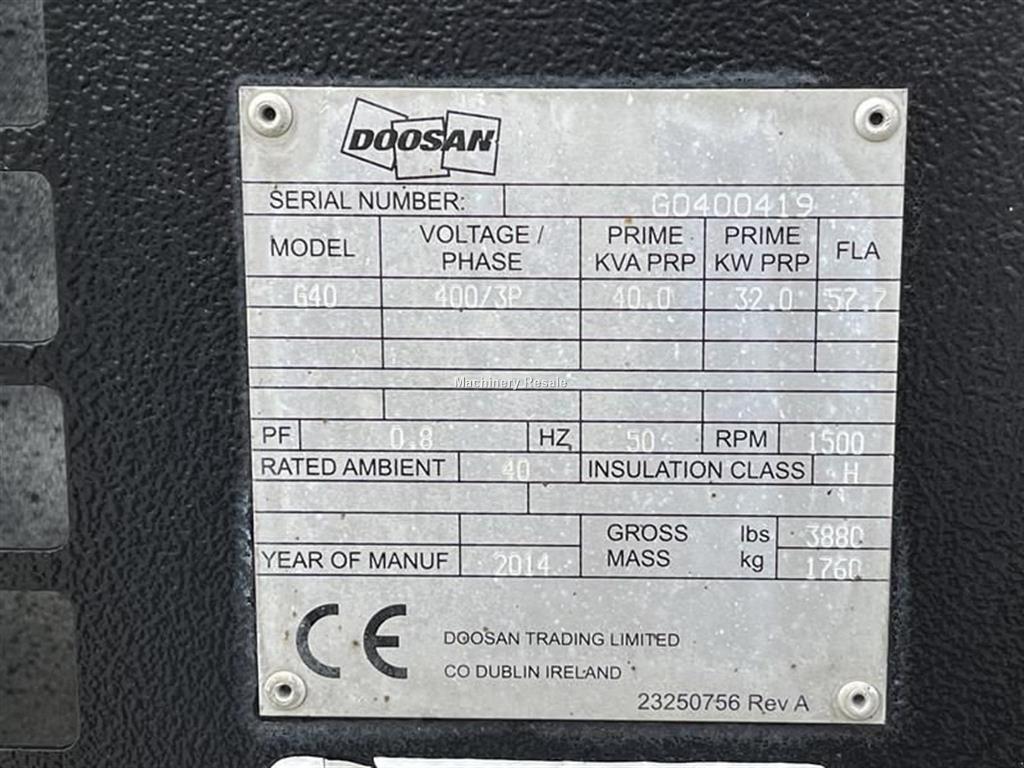 DOOSAN
SERIAL NUMBER: G0400419
MODEL VOLTAGE / PHASE PRIME KVA PRP PRIME KW PRP FLA
G40 400/3P 40.0 32.0 57.7
Machinery Resale
PF 0.8 HZ 50 RPM 1500
RATED AMBIENT 40 INSULATION CLASS H
GROSS MASS lbs 3880
YEAR OF MANUF 2014 kg 1760
CE
DOOSAN TRADING LIMITED
CO DUBLIN IRELAND
23250756 Rev A